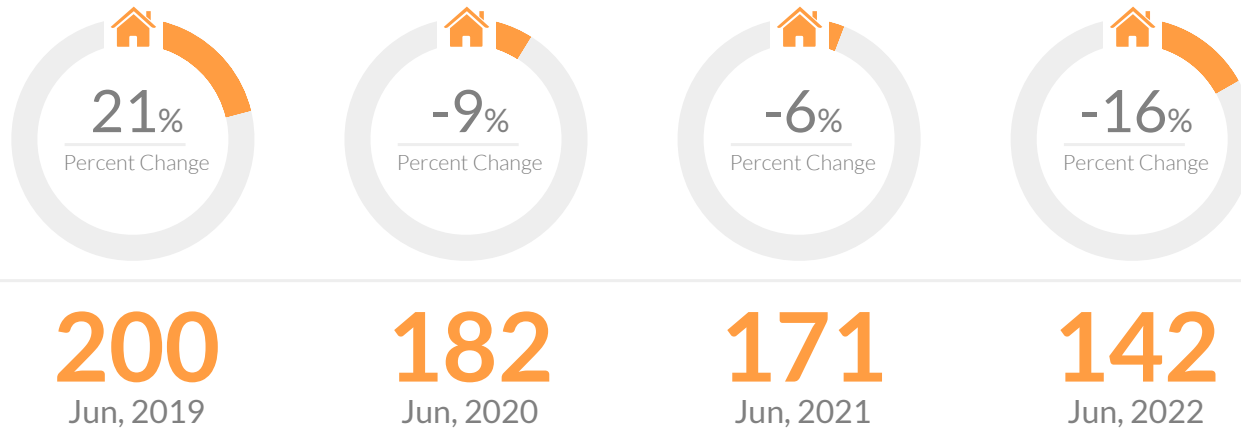 21%
Percent Change
-9%
Percent Change
-6%
Percent Change
-16%
Percent Change
200
Jun, 2019
182
Jun, 2020
171
Jun, 2021
142
Jun, 2022